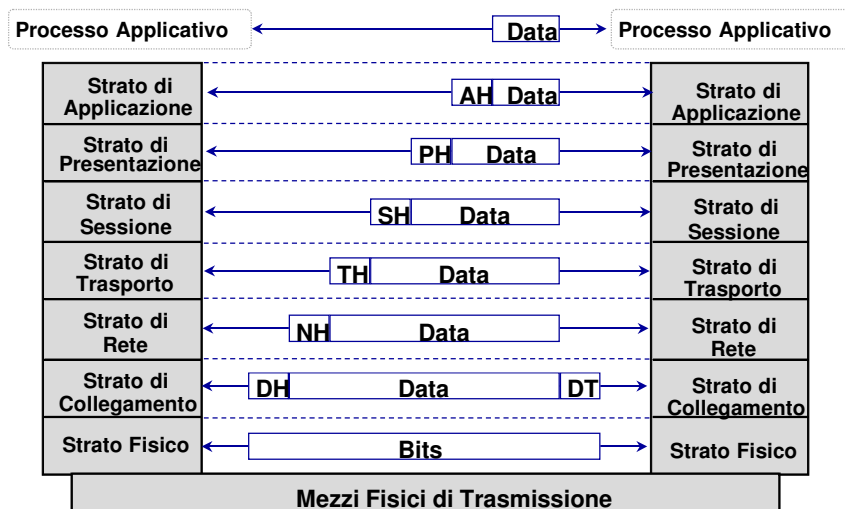 Processo Applicativo Data Processo Applicativo
Strato di Applicazione AH Data Strato di Applicazione
Strato di Presentazione PH Data Strato di Presentazione
Strato di Sessione SH Data Strato di Sessione
Strato di Trasporto TH Data Strato di Trasporto
Strato di Rete NH Data Strato di Rete
Strato di Collegamento DH Data DT Strato di Collegamento
Strato Fisico Bits Strato Fisico
Mezzi Fisici di Trasmissione